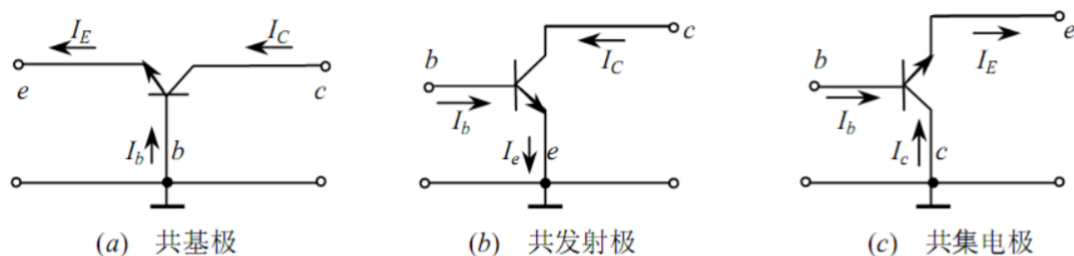 I_E I_C
e c
I_b b
(a) 共基极
b c
I_C
I_b
I_e e
(b) 共发射极
b e
I_E
I_b
I_c c
(c) 共集电极